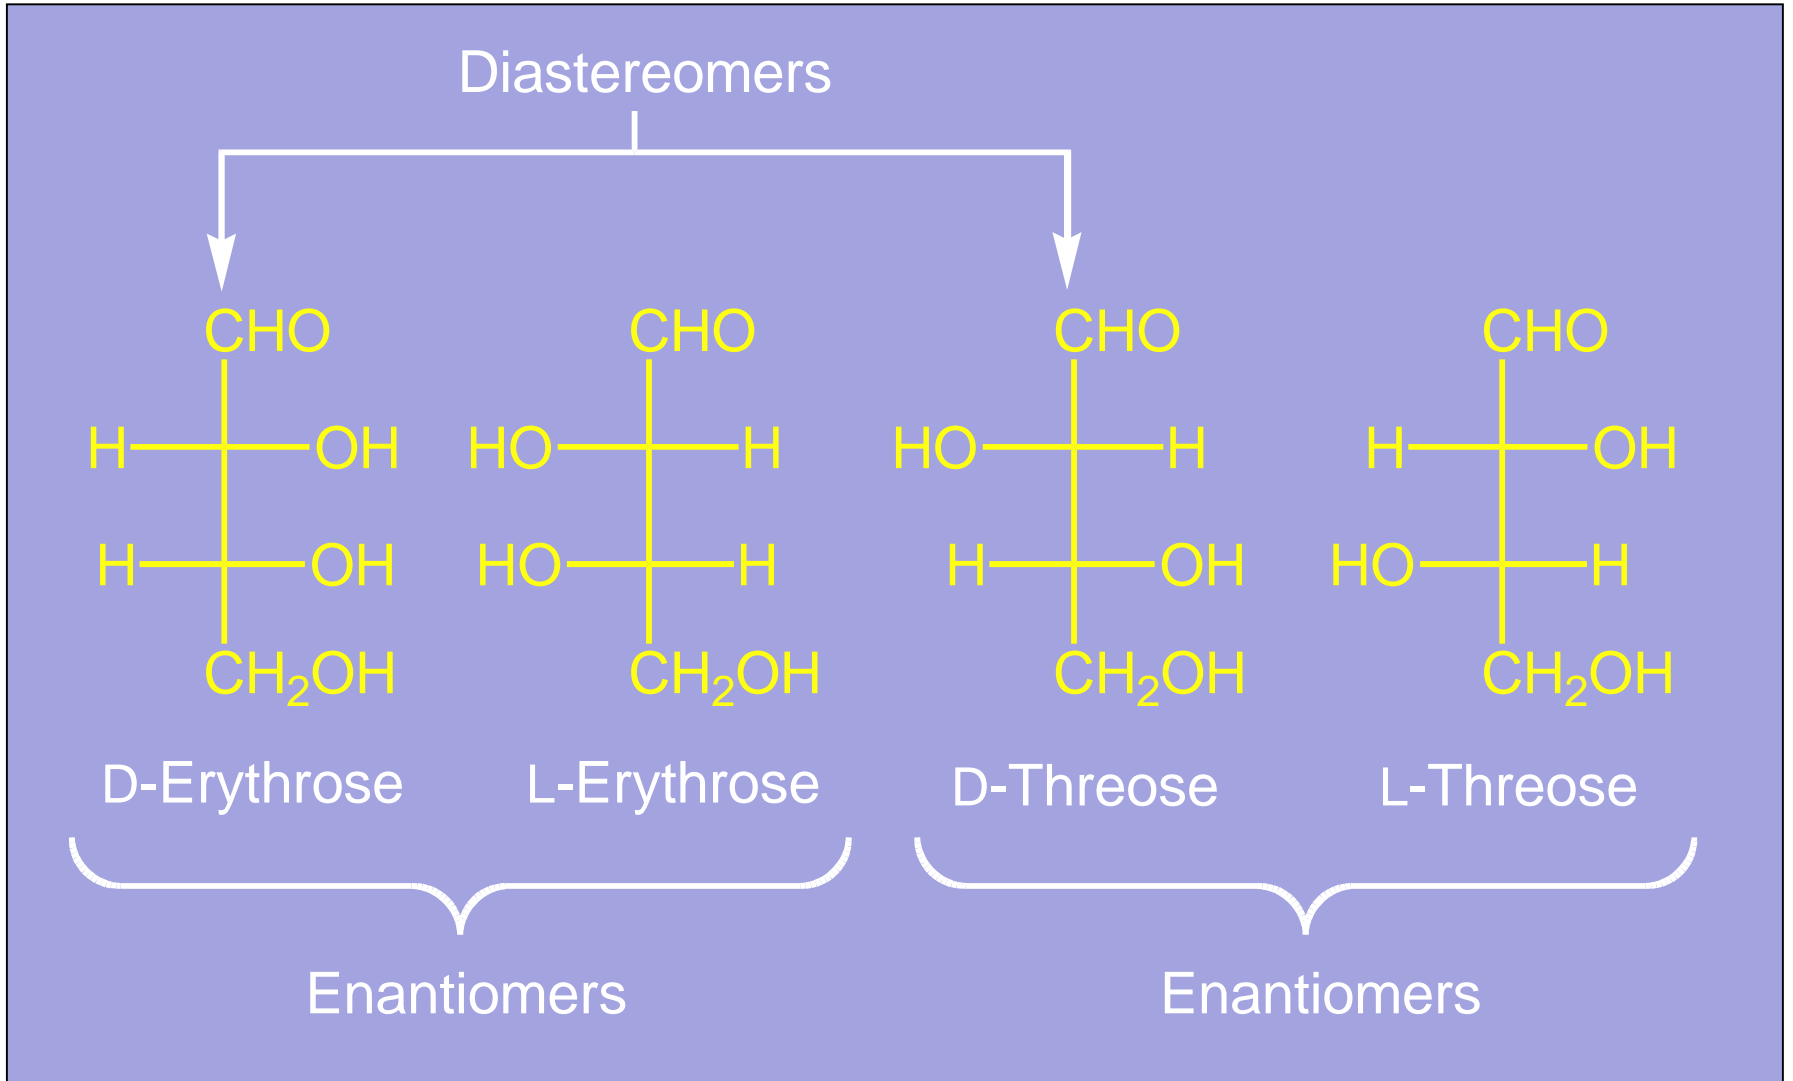 Diastereomers
CHO CHO CHO CHO
H OH HO H HO H H OH
H OH HO H H OH HO H
CH₂OH CH₂OH CH₂OH CH₂OH
D-Erythrose L-Erythrose D-Threose L-Threose
Enantiomers Enantiomers